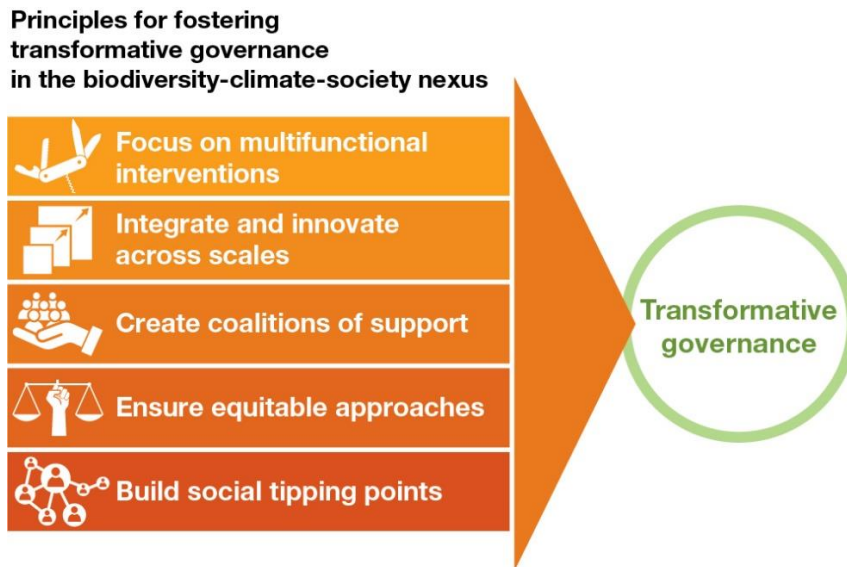 Principles for fostering
transformative governance
in the biodiversity-climate-society nexus
Focus on multifunctional
interventions
Integrate and innovate
across scales
Create coalitions of support
Ensure equitable approaches
Build social tipping points
Transformative
governance